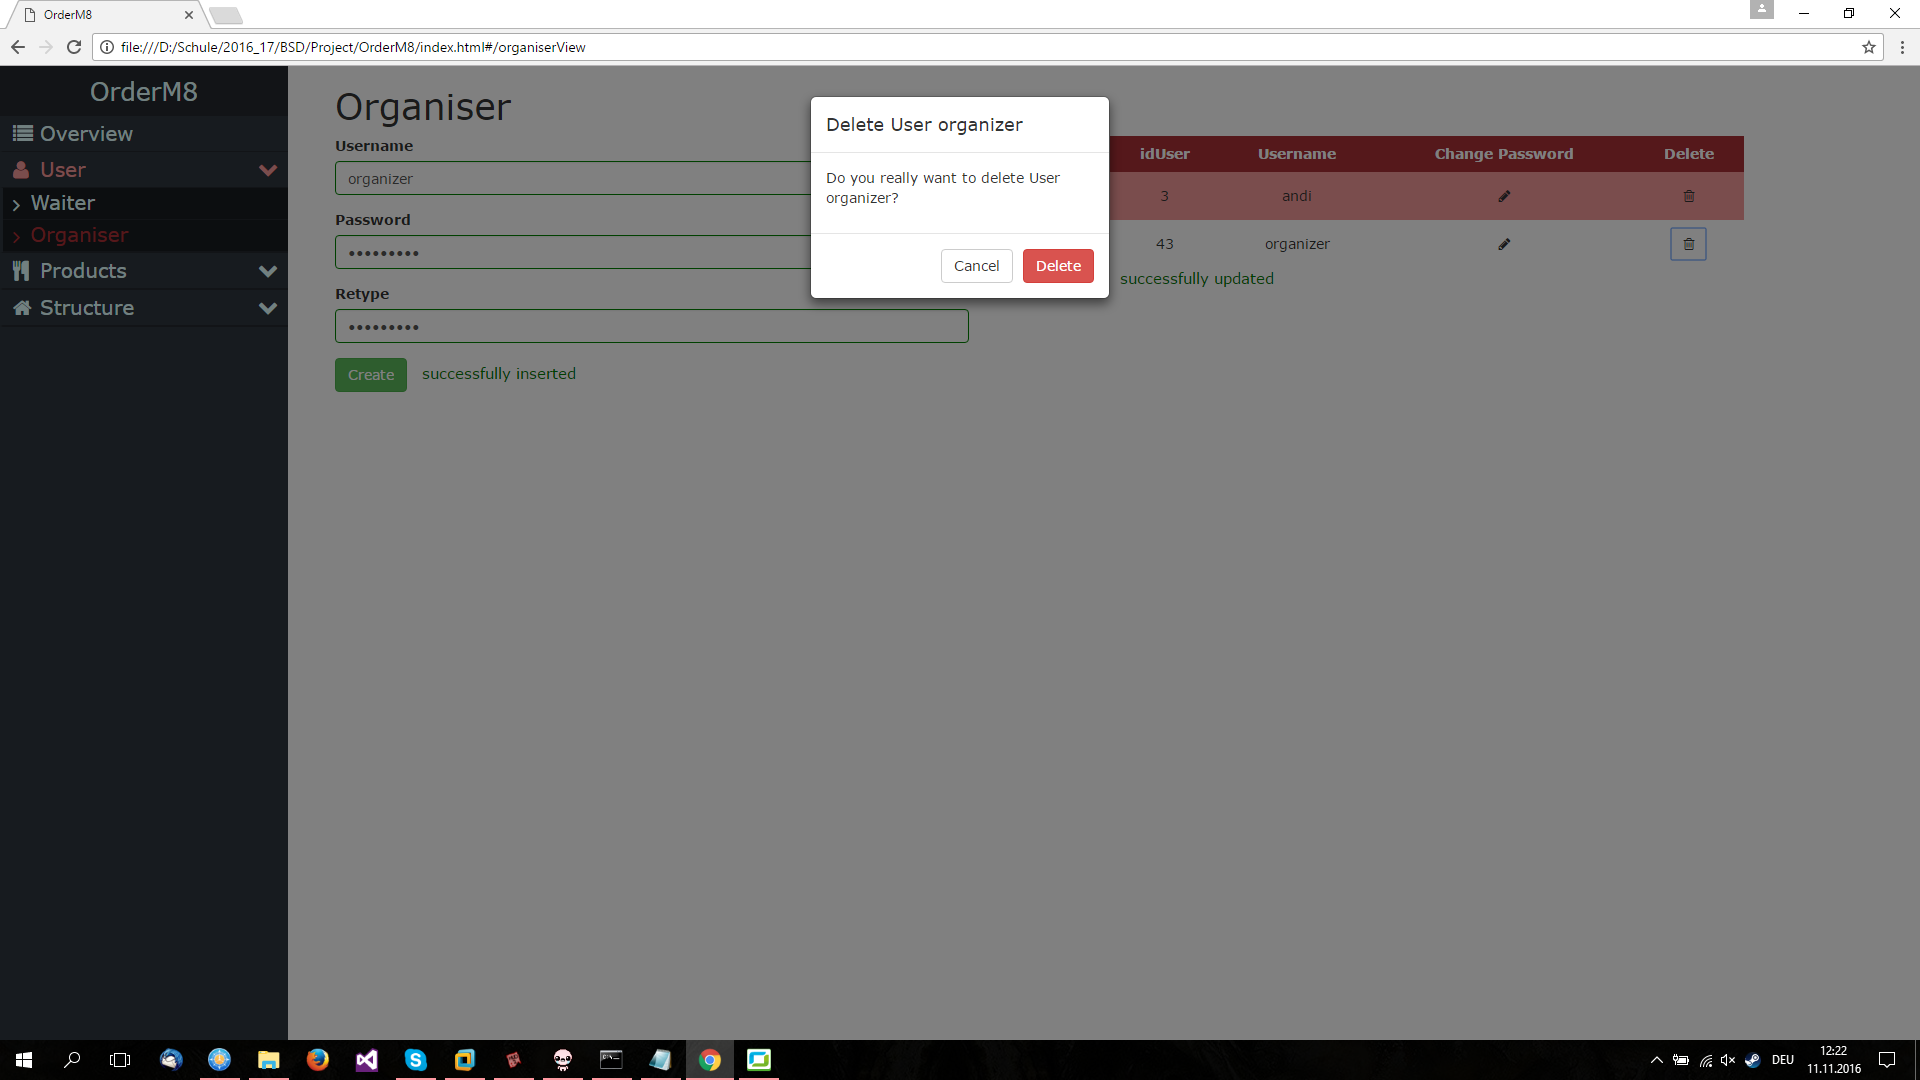 OrderM8
file:///D:/Schule/2016_17/BSD/Project/OrderM8/index.html#/organiserView
OrderM8
Overview
User
Waiter
Organiser
Products
Structure
Organiser
Username
organizer
Password
•••••••••
Retype
•••••••••
Create successfully inserted
Delete User organizer
Do you really want to delete User
organizer?
Cancel Delete
idUser Username Change Password Delete
3 andi
43 organizer
successfully updated
DEU
12:22
11.11.2016